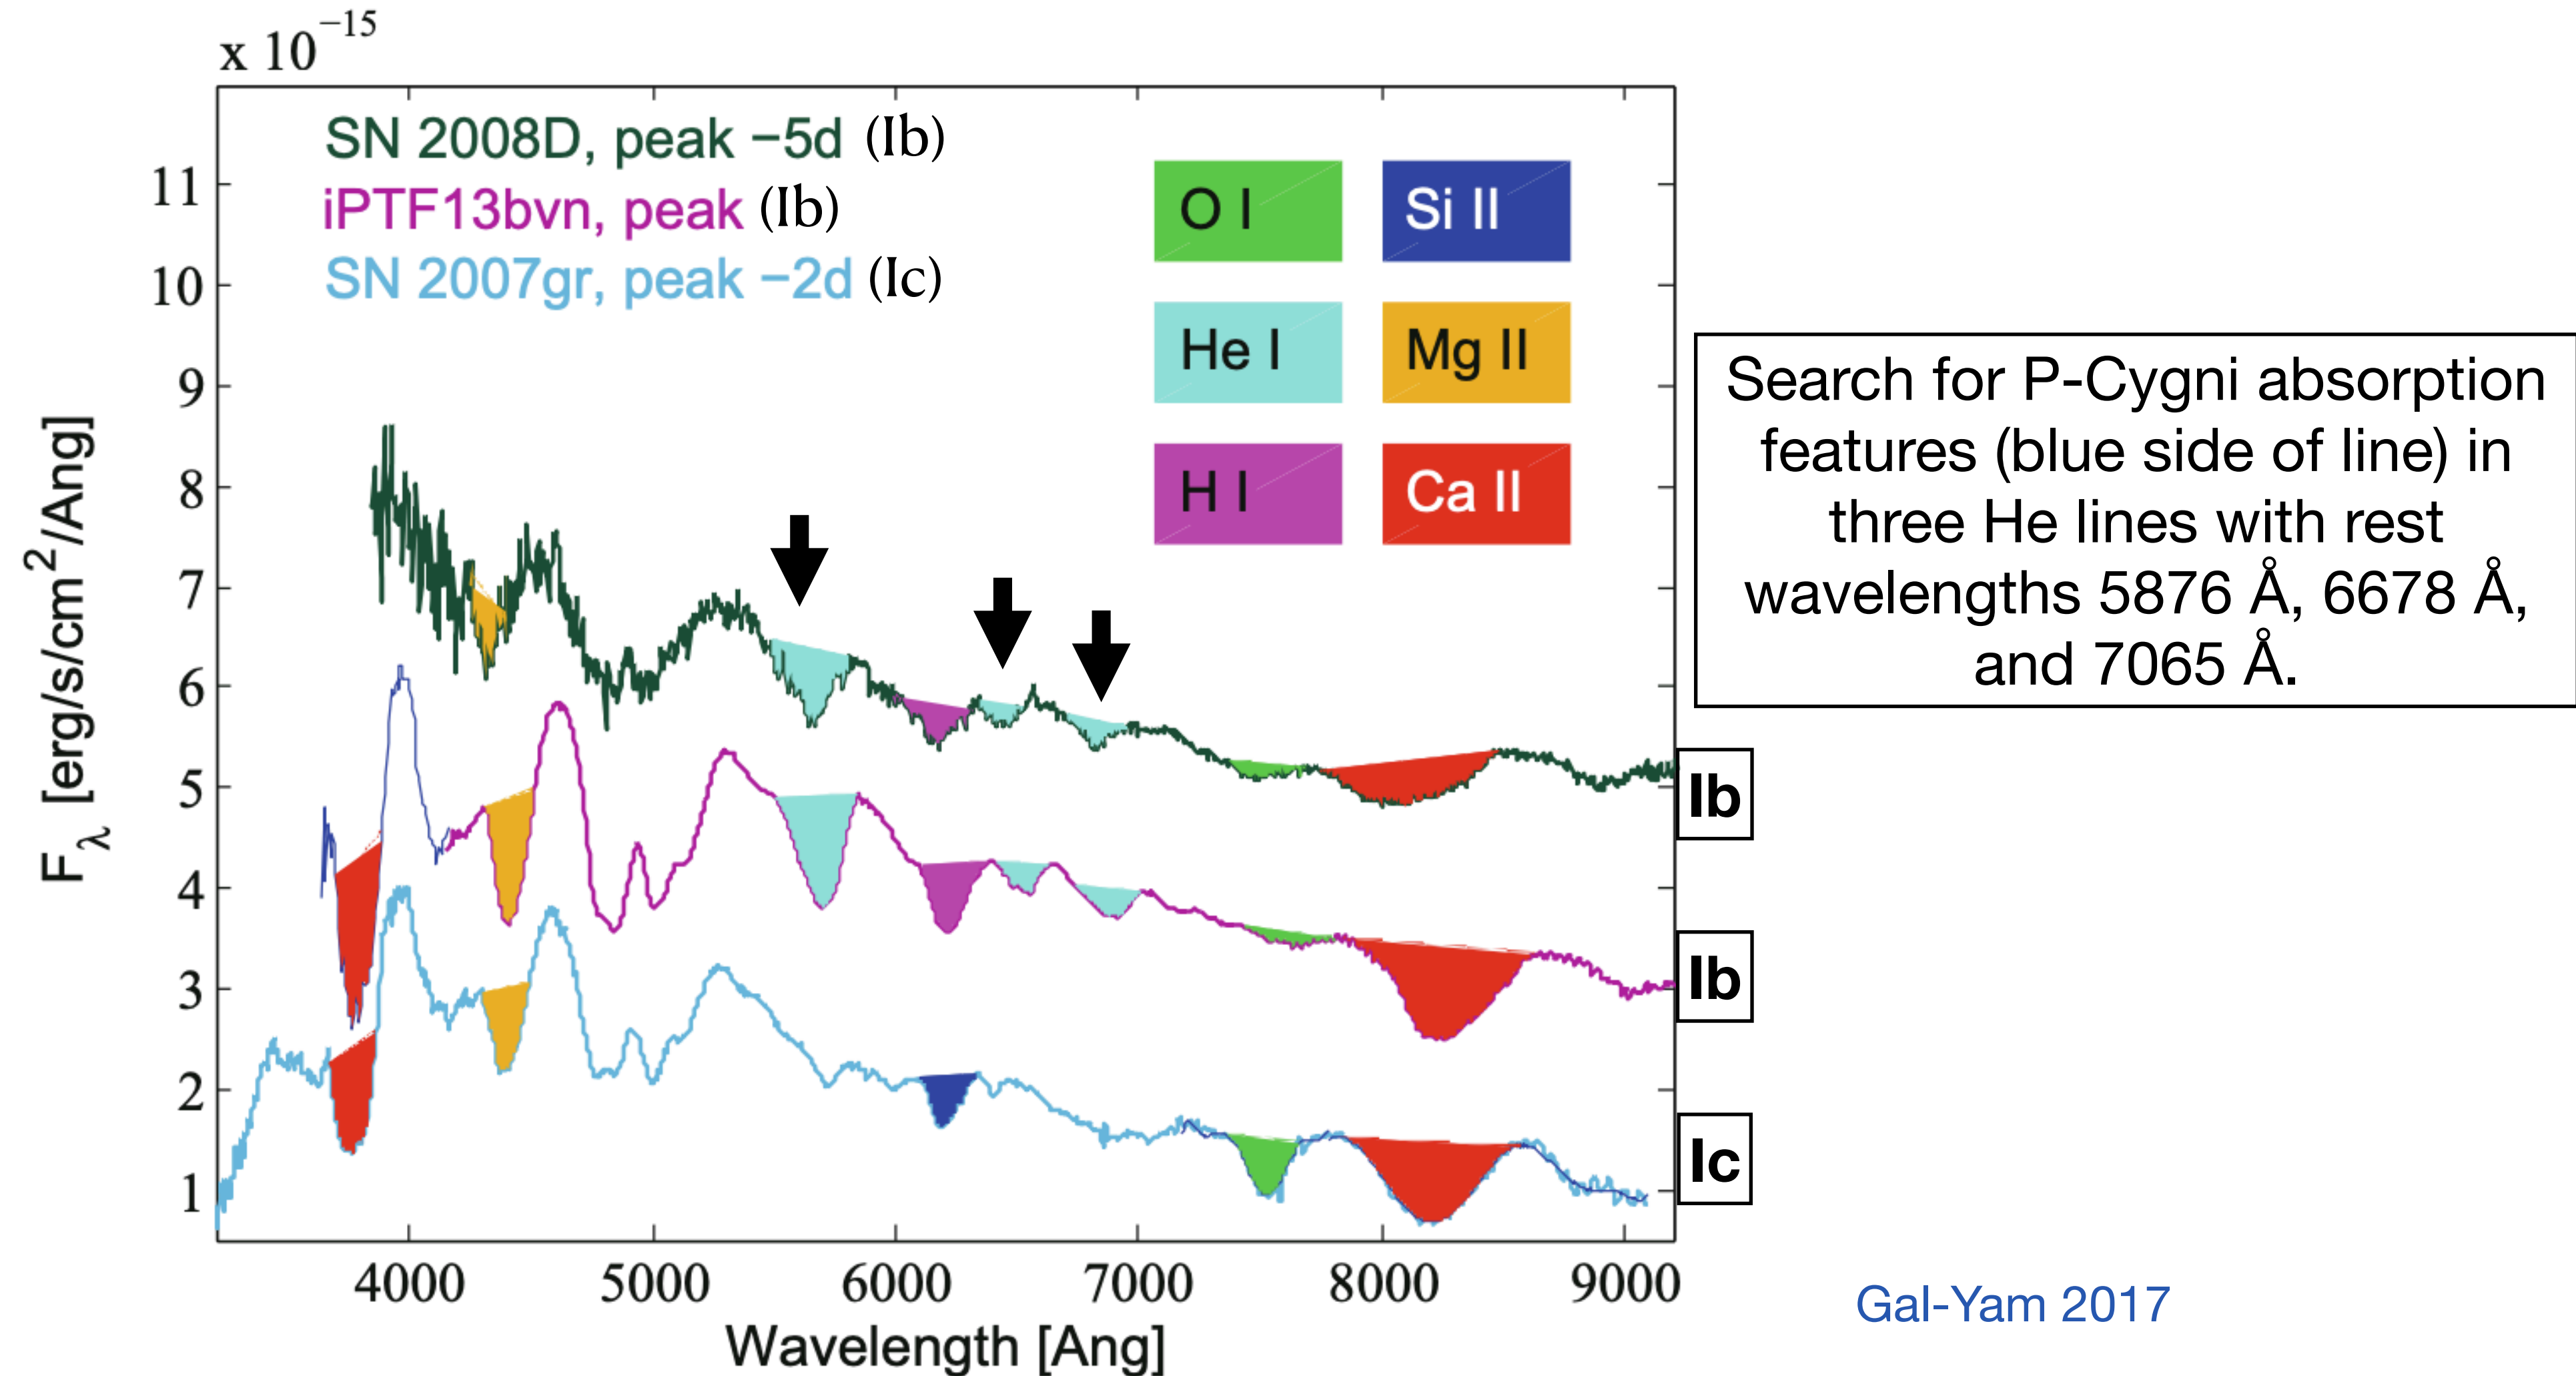 x 10⁻¹⁵
SN 2008D, peak −5d (Ib)
iPTF13bvn, peak (Ib)
SN 2007gr, peak −2d (Ic)
O I
Si II
He I
Mg II
H I
Ca II
11
10
9
8
7
6
5
4
3
2
1
F_λ [erg/s/cm²/Ang]
Search for P-Cygni absorption
features (blue side of line) in
three He lines with rest
wavelengths 5876 Å, 6678 Å,
and 7065 Å.
Ib
Ib
Ic
4000 5000 6000 7000 8000 9000
Wavelength [Ang]
Gal-Yam 2017